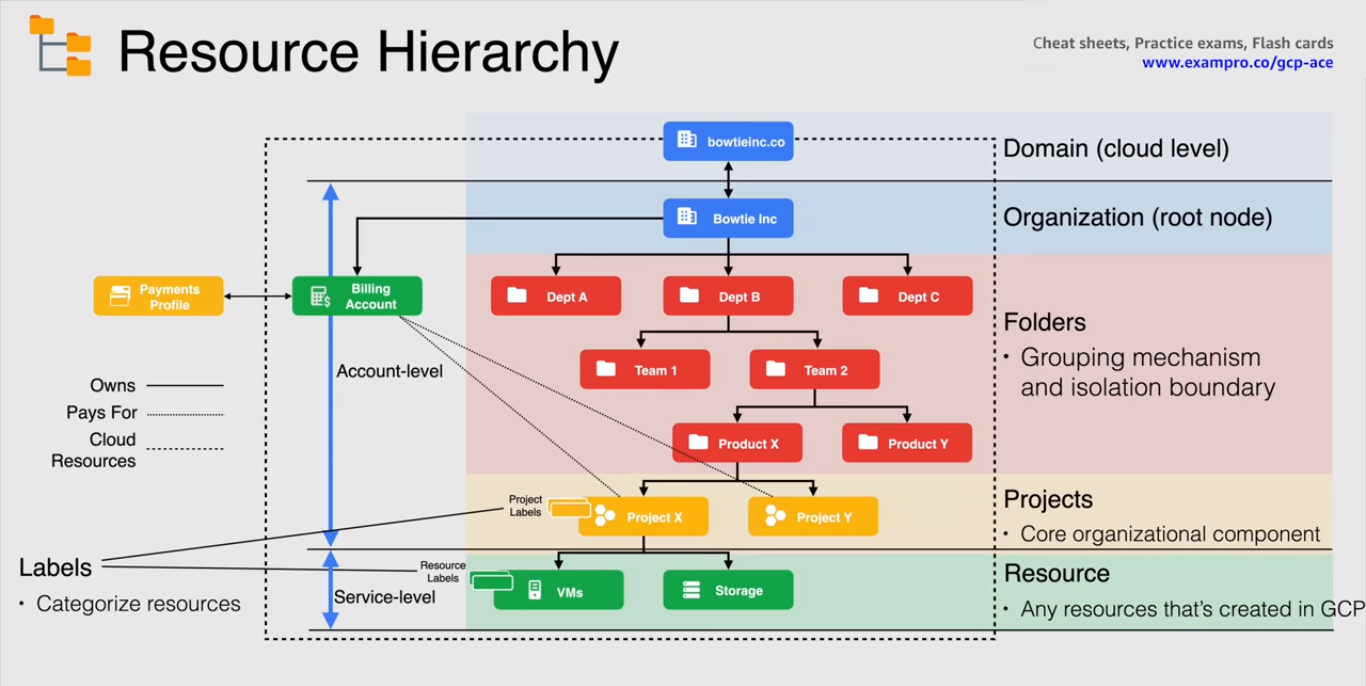 Resource Hierarchy
Cheat sheets, Practice exams, Flash cards
www.exampro.co/gcp-ace
bowtieinc.co
Domain (cloud level)
Bowtie Inc
Organization (root node)
Payments
Profile
Billing
Account
Dept A
Dept B
Dept C
Folders
• Grouping mechanism
and isolation boundary
Account-level
Team 1
Team 2
Owns
Pays For
Cloud
Resources
Product X
Product Y
Project
Labels
Project X
Project Y
Projects
• Core organizational component
Labels
• Categorize resources
Resource
Labels
Service-level
VMs
Storage
Resource
• Any resources that's created in GCP